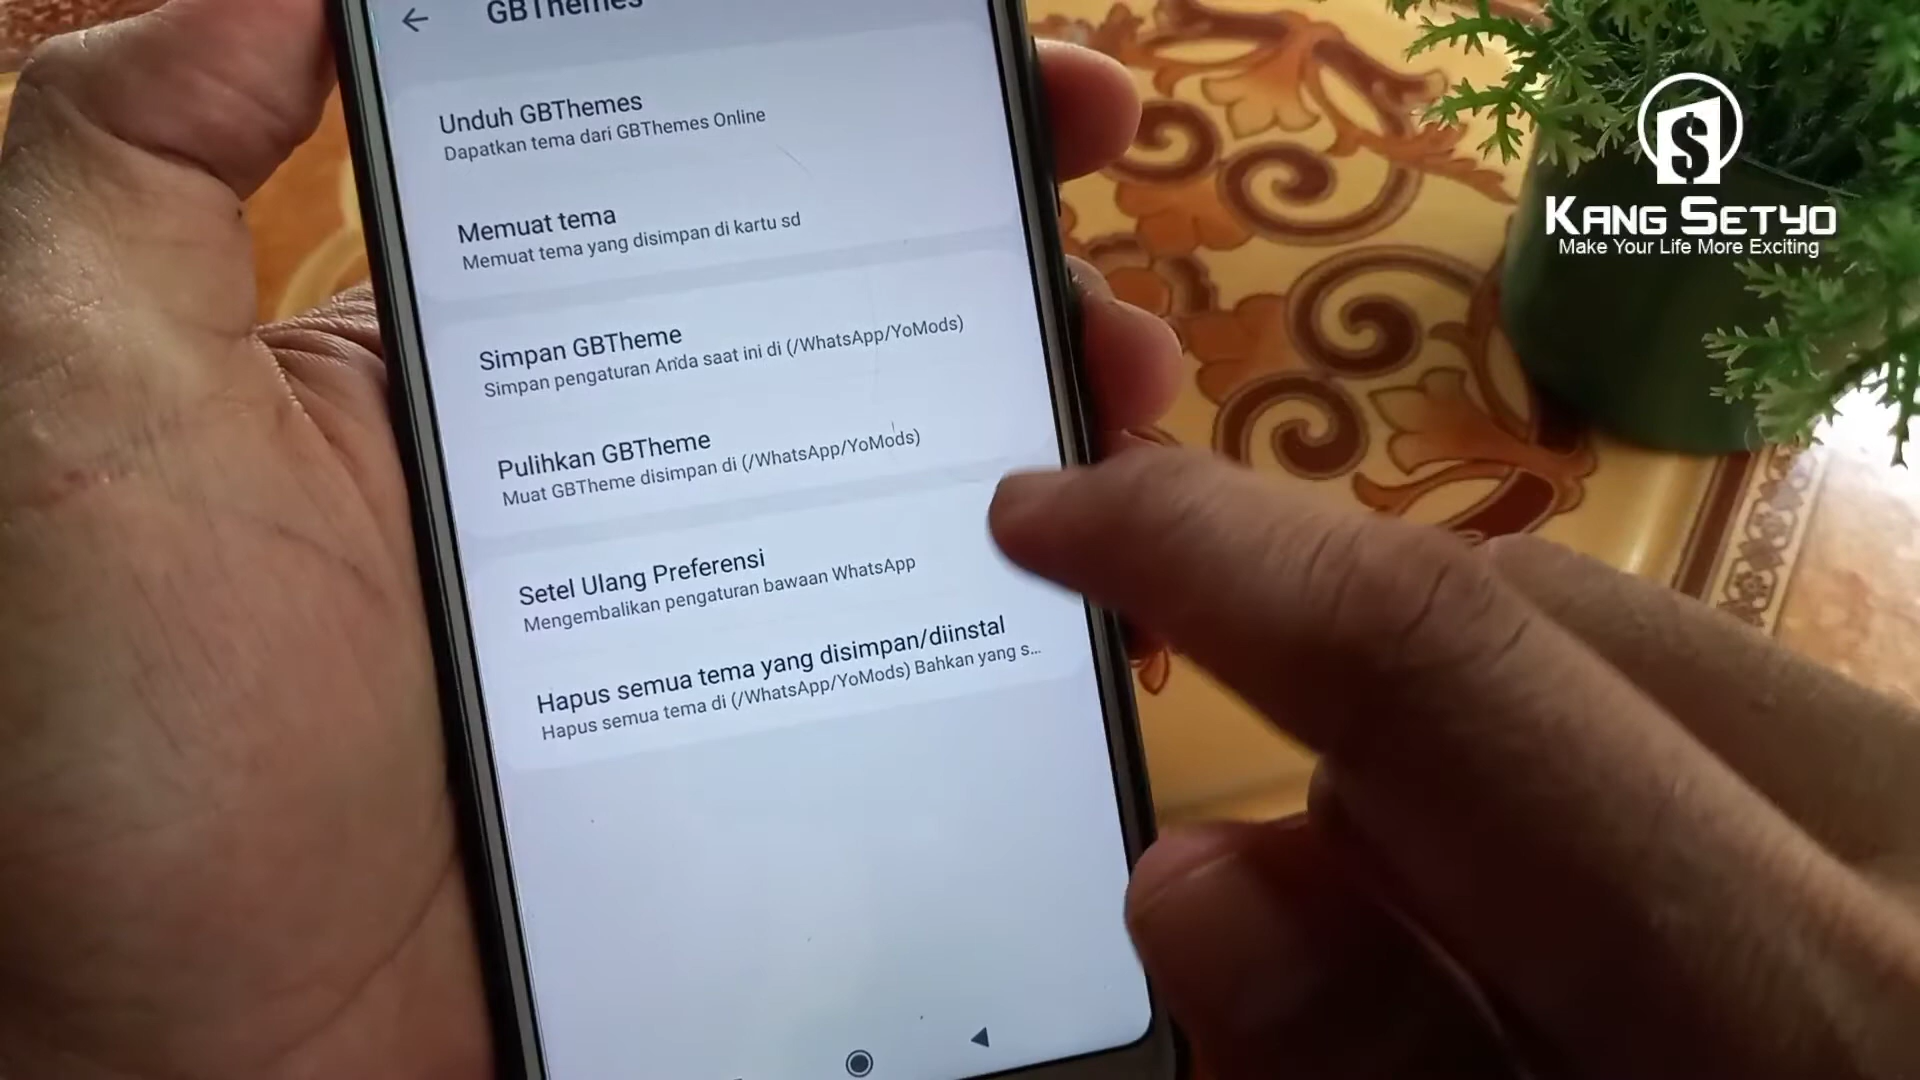 GBThemes
Unduh GBThemes
Dapatkan tema dari GBThemes Online
Memuat tema
Memuat tema yang disimpan di kartu sd
Simpan GBTheme
Simpan pengaturan Anda saat ini di (/WhatsApp/YoMods)
Pulihkan GBTheme
Muat GBTheme disimpan di (/WhatsApp/YoMods)
Setel Ulang Preferensi
Mengembalikan pengaturan bawaan WhatsApp
Hapus semua tema yang disimpan/diinstal
Hapus semua tema di (/WhatsApp/YoMods) Bahkan yang s...
$
Kang Setyo
Make Your Life More Exciting